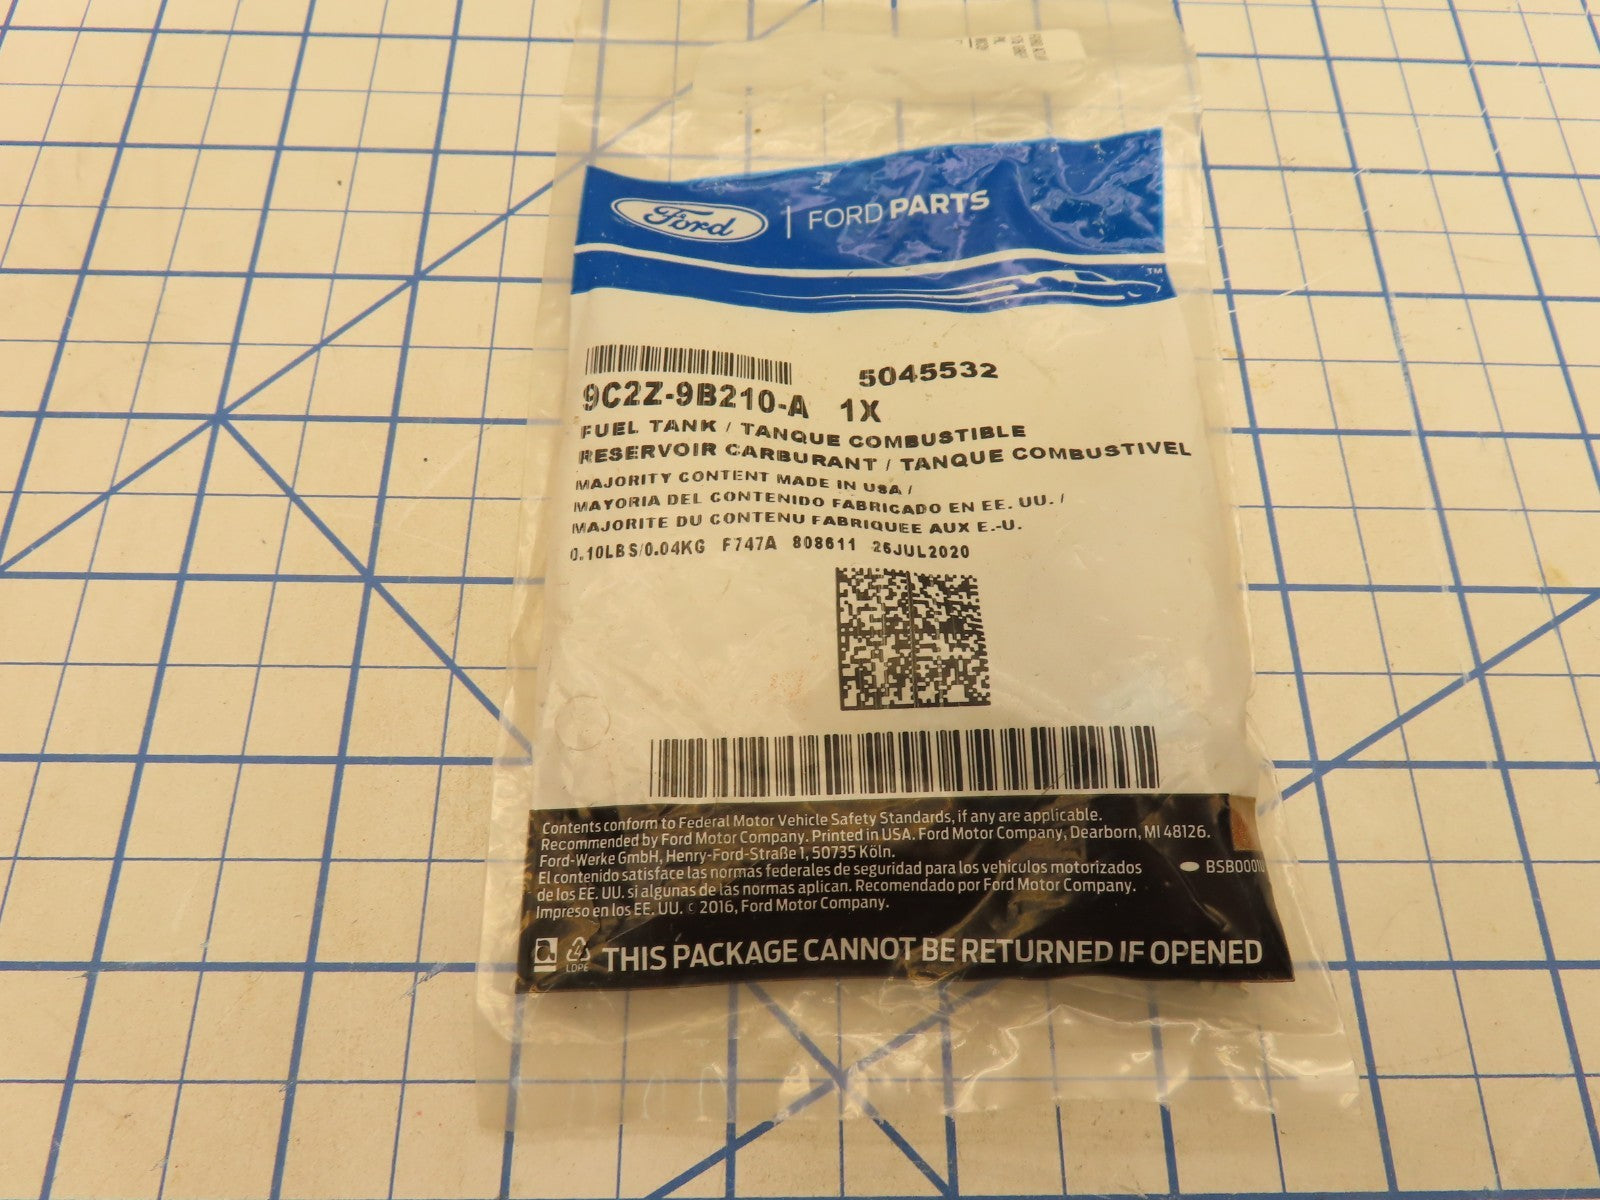 Ford | FORD PARTS
TM
5045532
9C2Z-9B210-A 1X
FUEL TANK / TANQUE COMBUSTIBLE
RESERVOIR CARBURANT / TANQUE COMBUSTIVEL
MAJORITY CONTENT MADE IN USA /
MAYORIA DEL CONTENIDO FABRICADO EN EE. UU. /
MAJORITE DU CONTENU FABRIQUEE AUX E.-U.
0.10LBS/0.04KG F747A 808611 26JUL2020
Contents conform to Federal Motor Vehicle Safety Standards, if any are applicable.
Recommended by Ford Motor Company. Printed in USA. Ford Motor Company, Dearborn, MI 48126.
Ford-Werke GmbH, Henry-Ford-Straße 1, 50735 Köln.
El contenido satisface las normas federales de seguridad para los vehículos motorizados
de los EE. UU. si algunas de las normas aplican. Recomendado por Ford Motor Company.
Impreso en los EE. UU. © 2016, Ford Motor Company.
LDPE
THIS PACKAGE CANNOT BE RETURNED IF OPENED